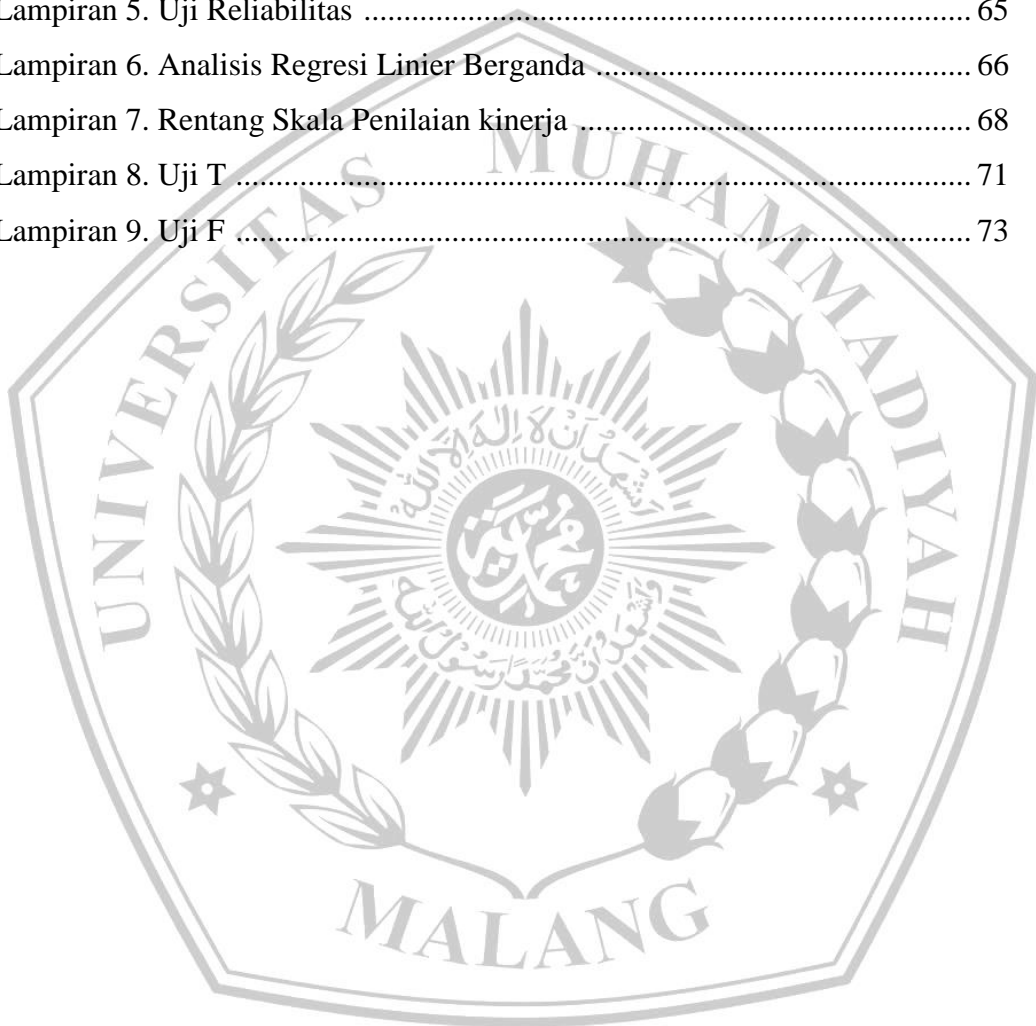 Lampiran 5. Uji Reliabilitas .......................................................................................... 65
Lampiran 6. Analisis Regresi Linier Berganda ........................................................ 66
Lampiran 7. Rentang Skala Penilaian kinerja .......................................................... 68
Lampiran 8. Uji T ............................................................................................................. 71
Lampiran 9. Uji F ............................................................................................................. 73
UNIVERSITAS MUHAMMADIYAH
MALANG